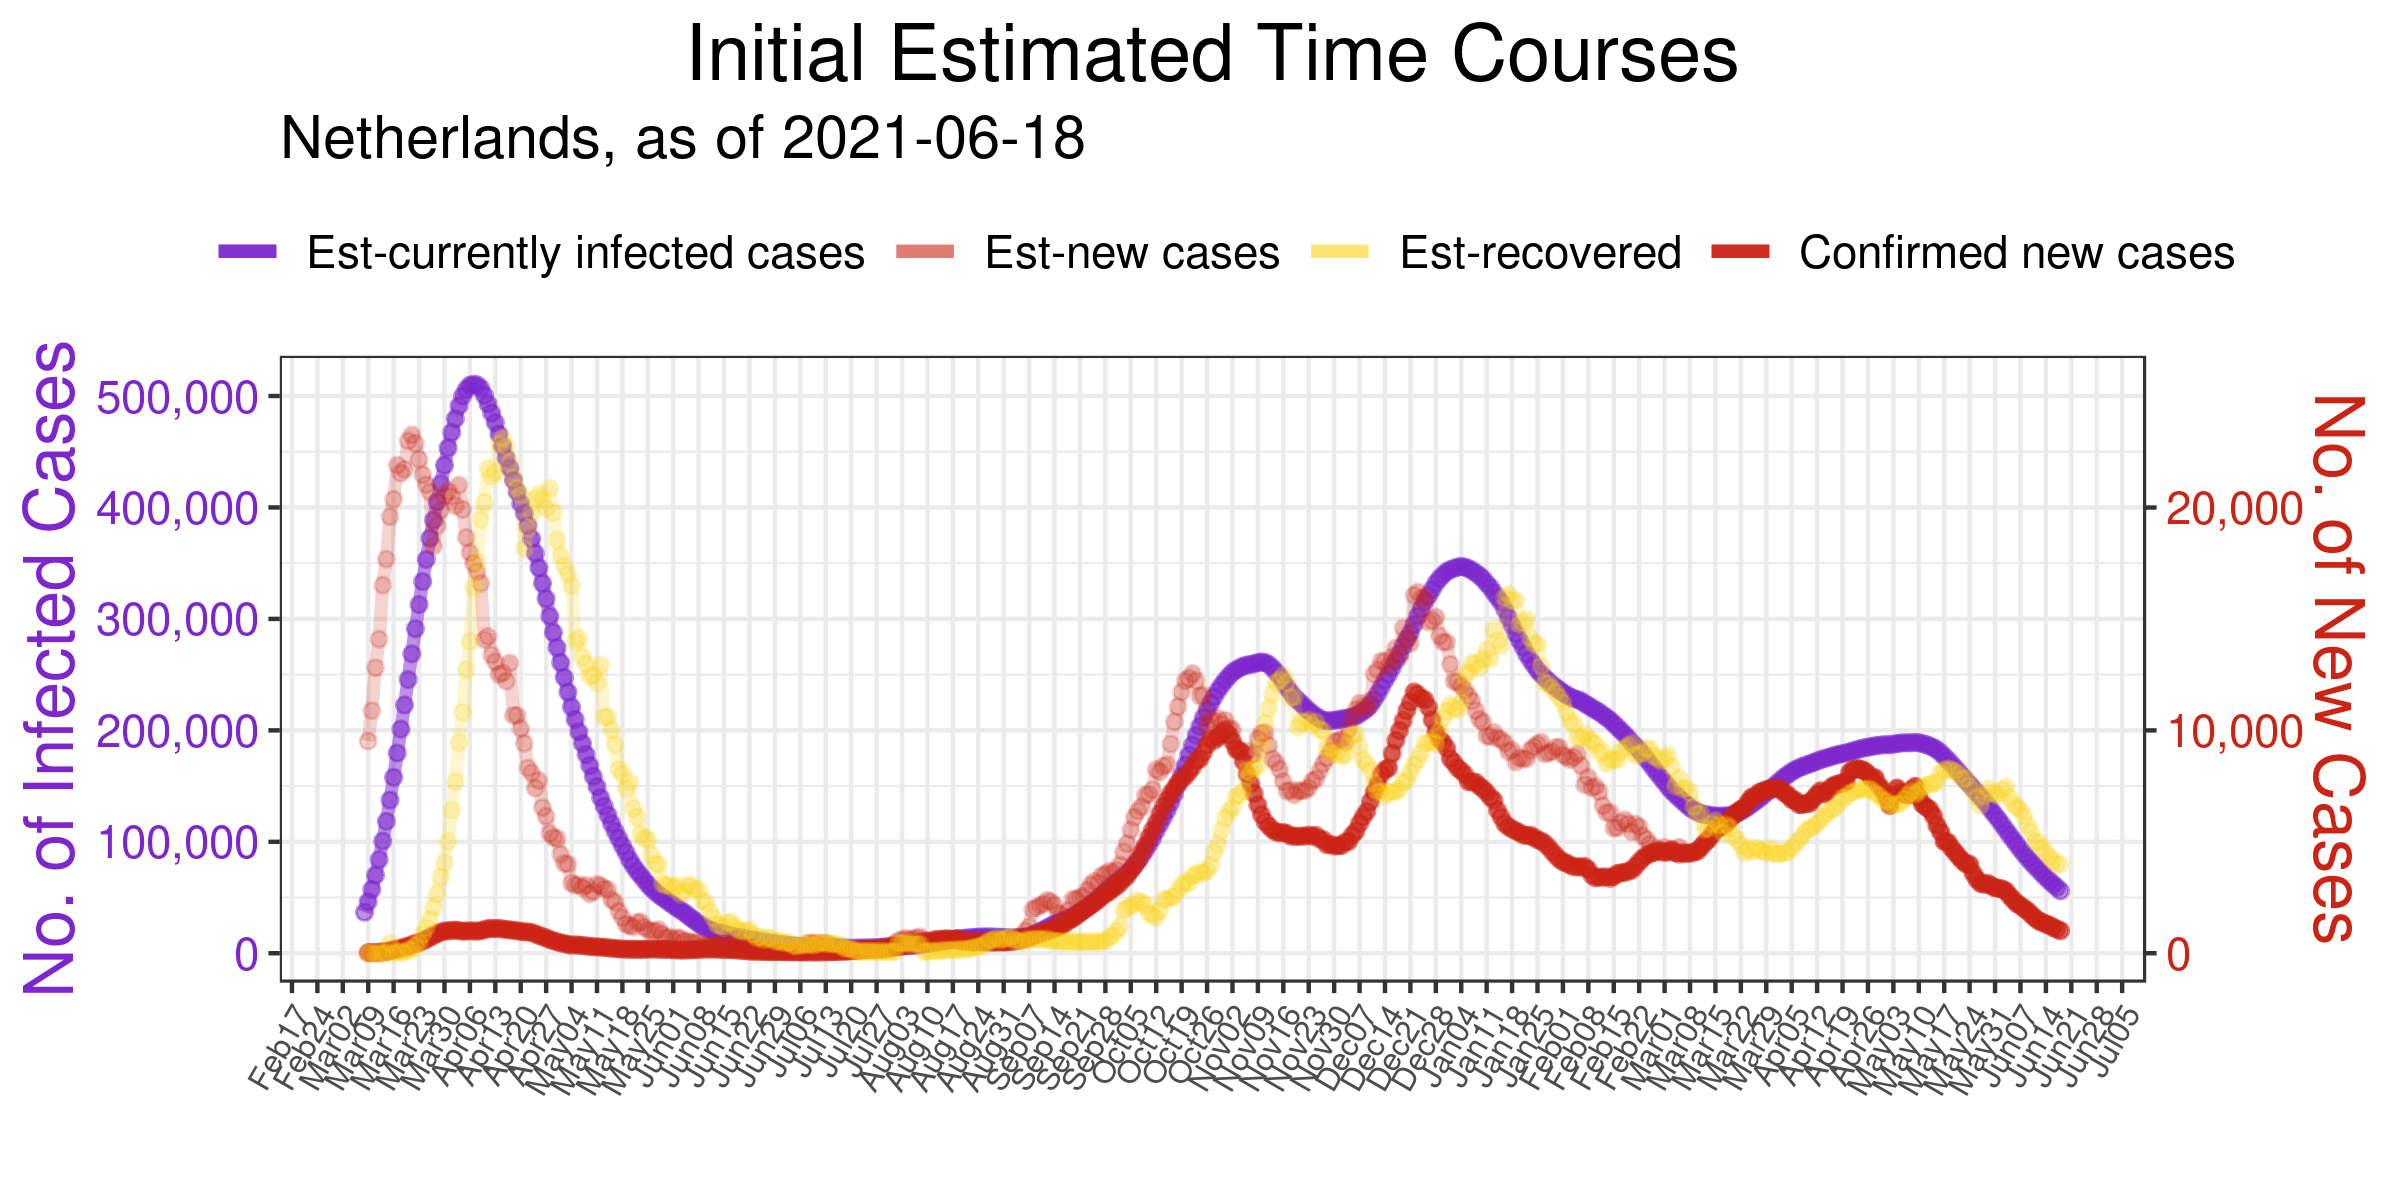 Initial Estimated Time Courses
Netherlands, as of 2021-06-18
Est-currently infected cases
Est-new cases
Est-recovered
Confirmed new cases
No. of Infected Cases
500,000
400,000
300,000
200,000
100,000
0
No. of New Cases
20,000
10,000
0
Feb17
Feb24
Mar02
Mar09
Mar16
Mar23
Mar30
Apr06
Apr13
Apr20
Apr27
May04
May11
May18
May25
Jun01
Jun08
Jun15
Jun22
Jun29
Jul06
Jul13
Jul20
Jul27
Aug03
Aug10
Aug17
Aug24
Aug31
Sep07
Sep14
Sep21
Sep28
Oct05
Oct12
Oct19
Oct26
Nov02
Nov09
Nov16
Nov23
Nov30
Dec07
Dec14
Dec21
Dec28
Jan04
Jan11
Jan18
Jan25
Feb01
Feb08
Feb15
Feb22
Mar01
Mar08
Mar15
Mar22
Mar29
Apr05
Apr12
Apr19
Apr26
May03
May10
May17
May24
May31
Jun07
Jun14
Jun21
Jun28
Jul05